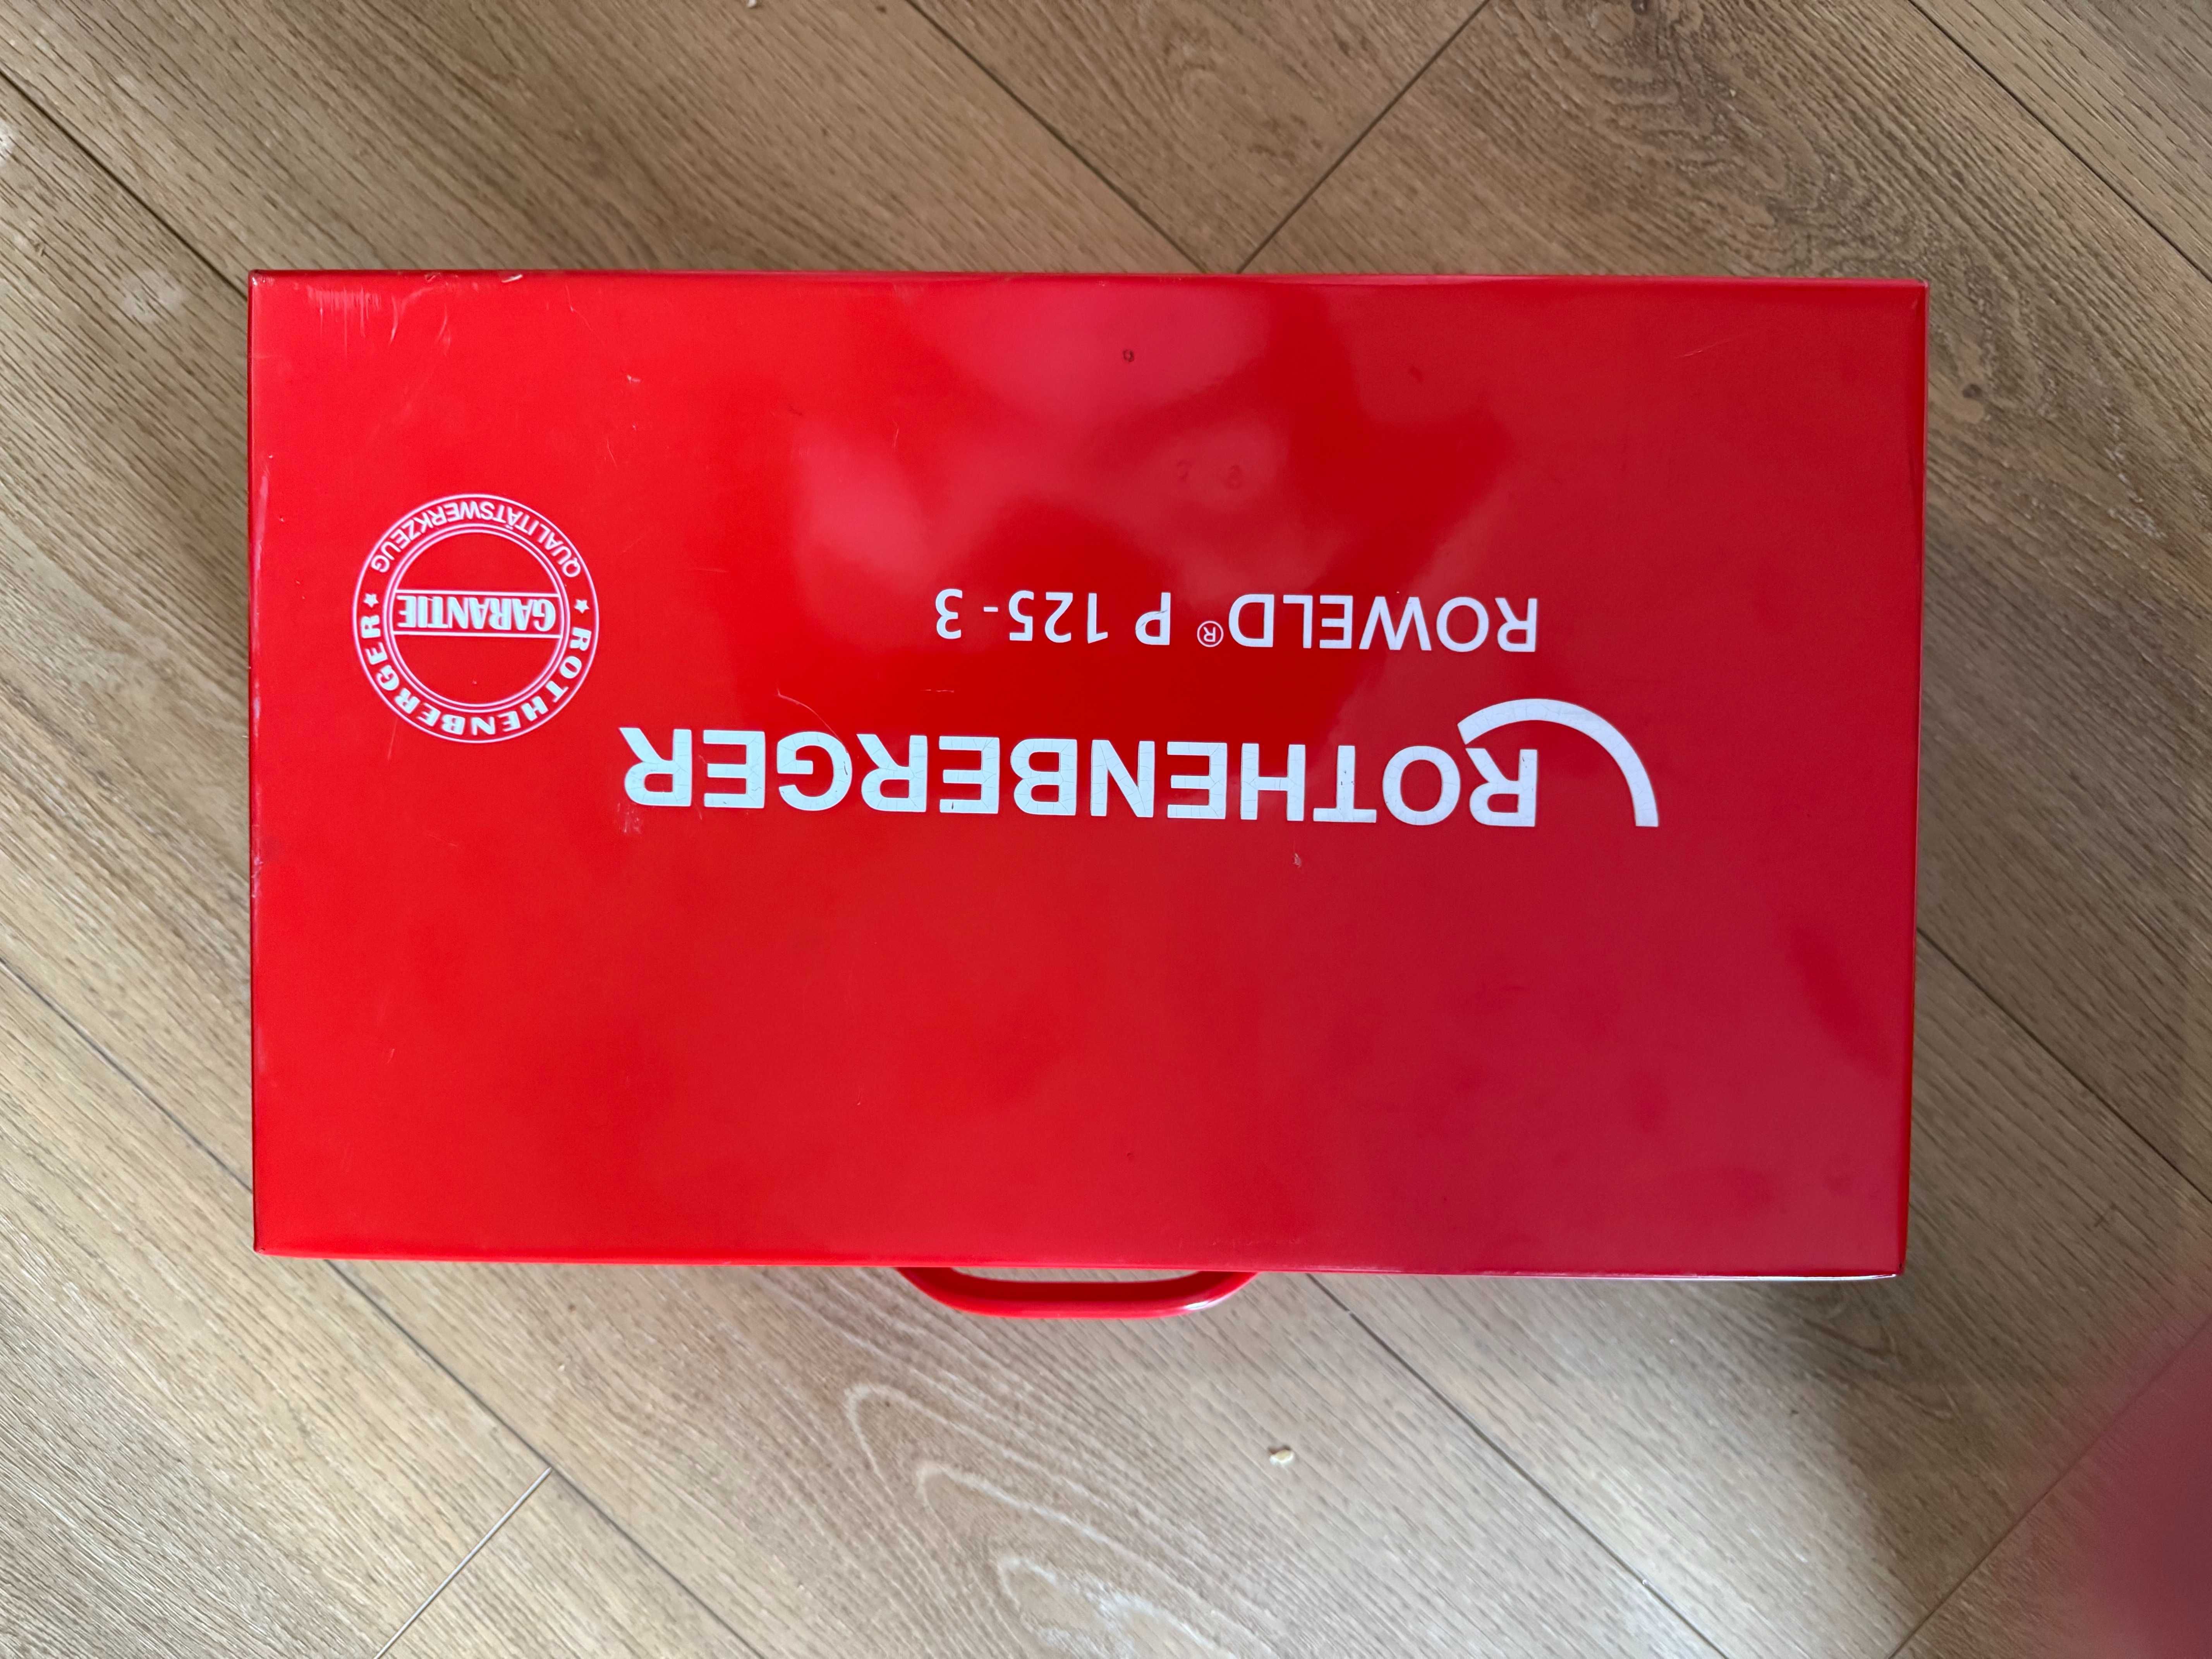 ROTHENBERGER
ROWELD® P 125-3
ROTHENBERGER
GARANTIE
QUALITÄTSWERKZEUG